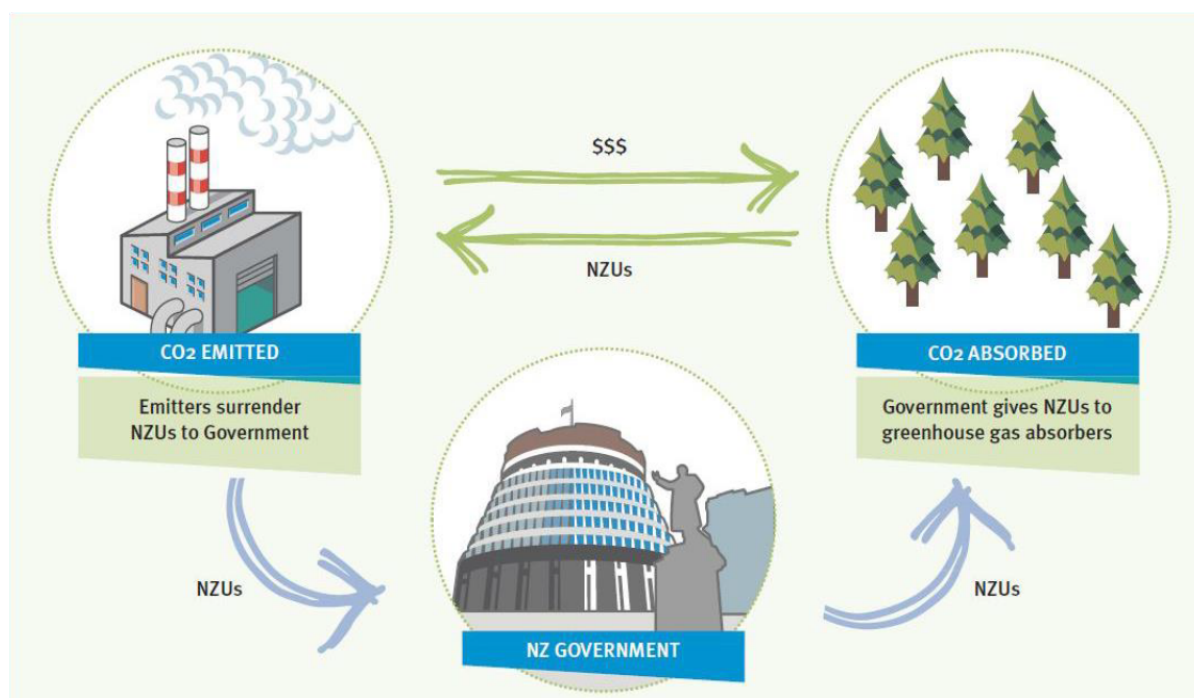 $$$
NZUs
CO2 EMITTED
Emitters surrender
NZUs to Government
CO2 ABSORBED
Government gives NZUs to
greenhouse gas absorbers
NZUs
NZUs
NZ GOVERNMENT